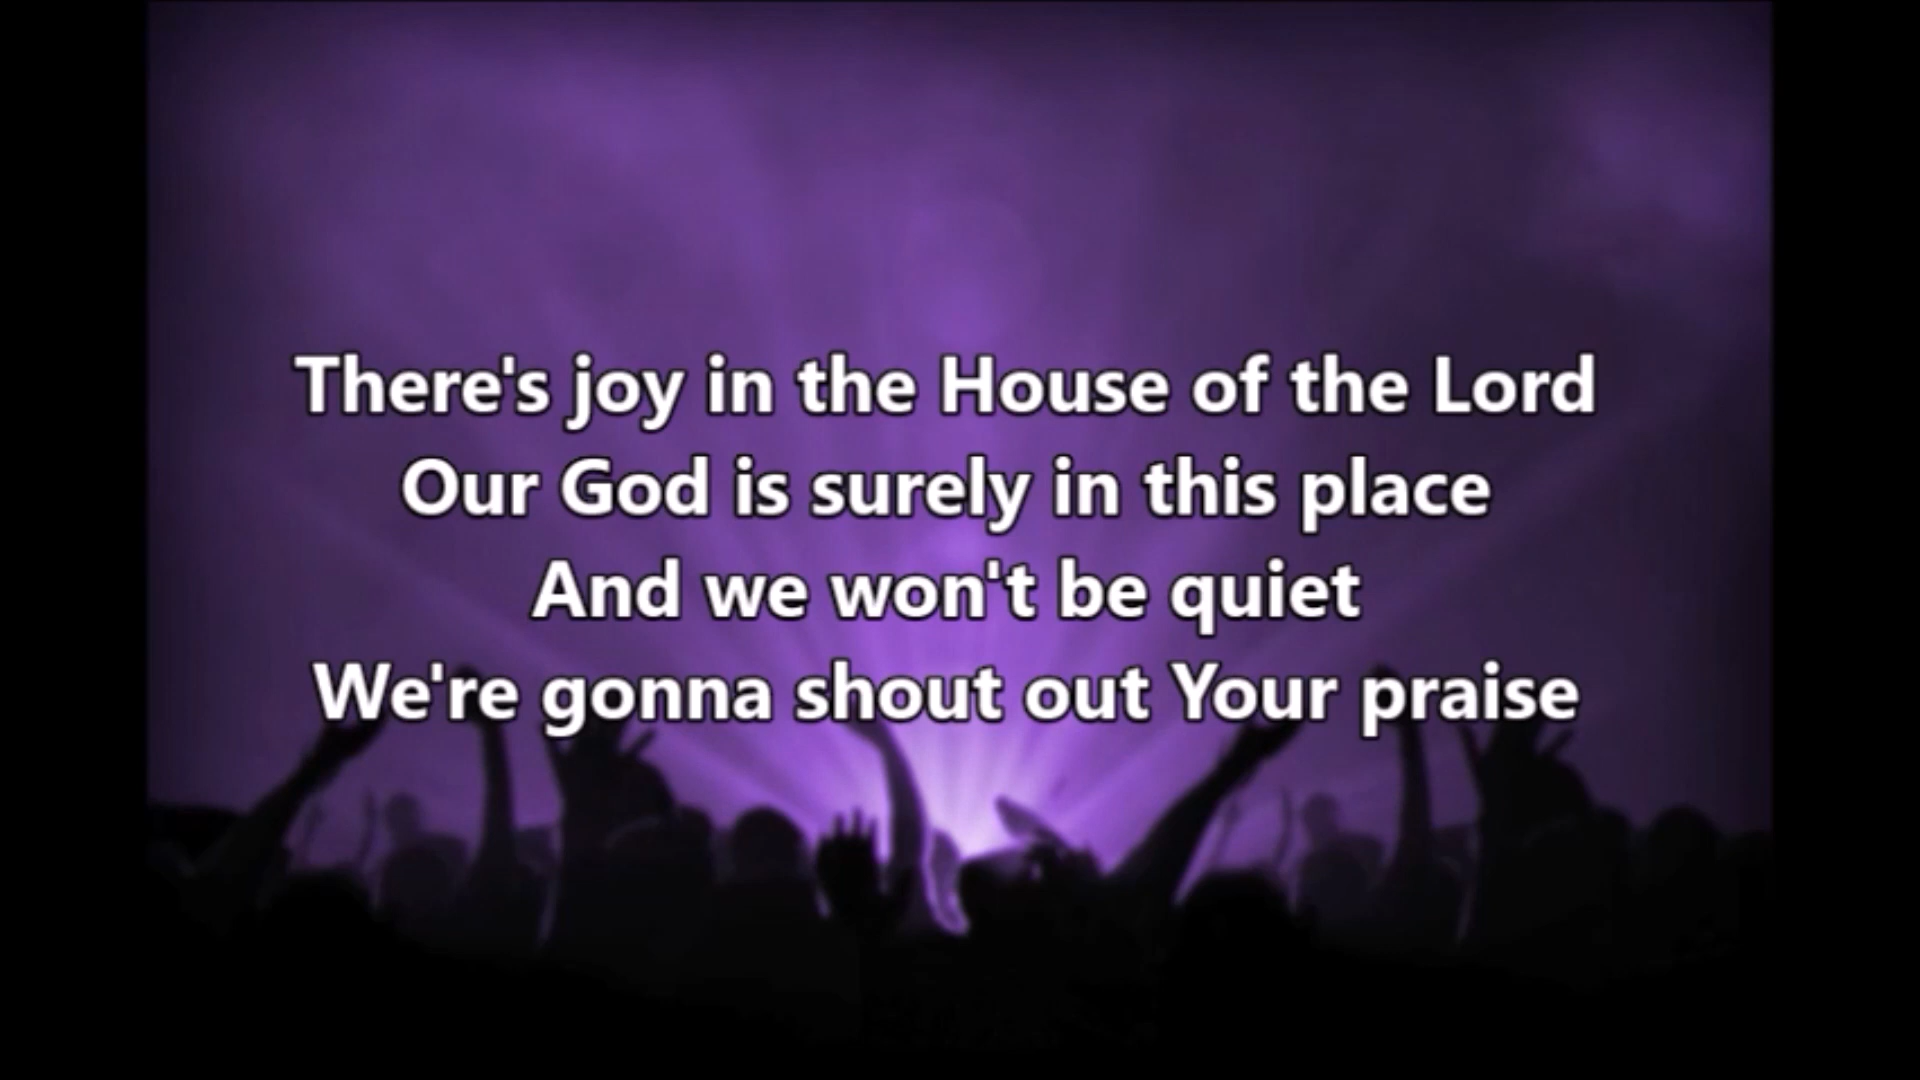 There's joy in the House of the Lord
Our God is surely in this place
And we won't be quiet
We're gonna shout out Your praise